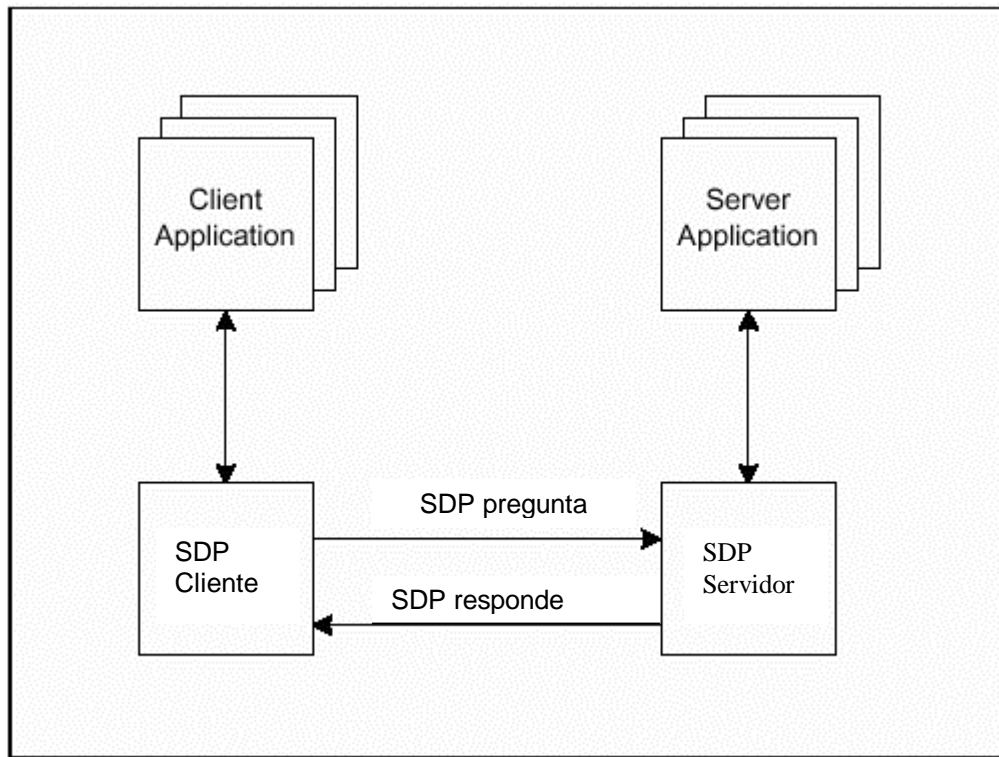 Client
Application
Server
Application
SDP pregunta
SDP
Cliente
SDP
Servidor
SDP responde